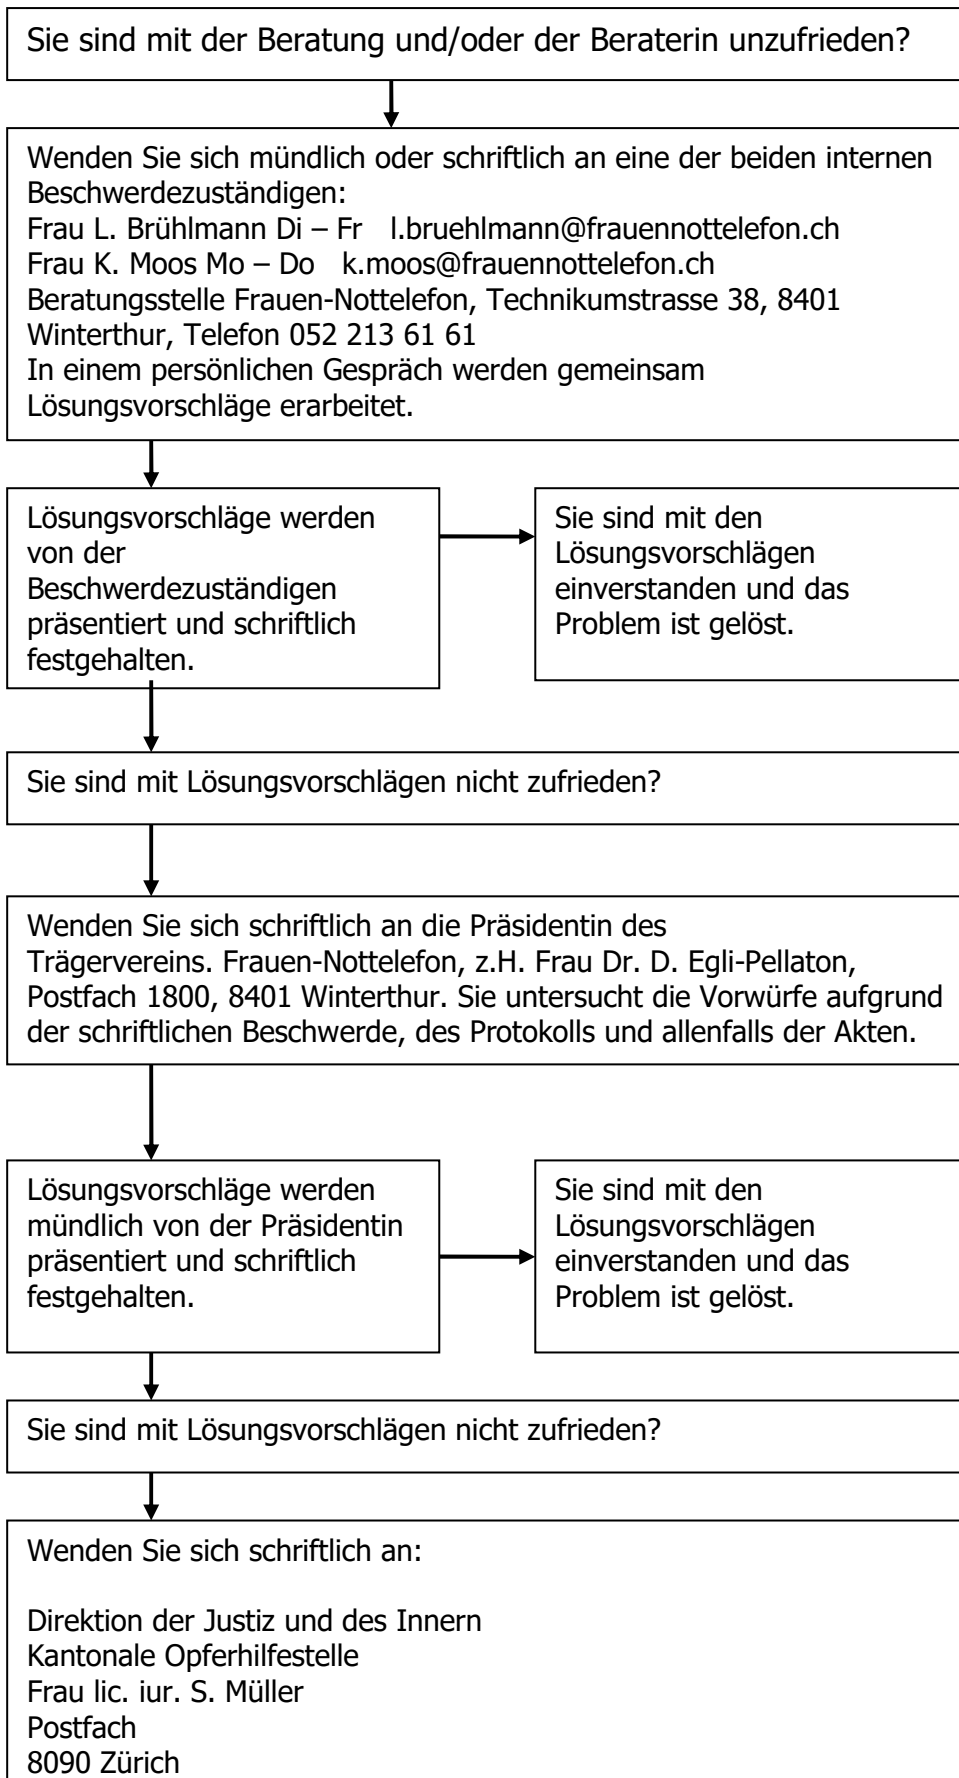 Sie sind mit der Beratung und/oder der Beraterin unzufrieden?
Wenden Sie sich mündlich oder schriftlich an eine der beiden internen
Beschwerdezuständigen:
Frau L. Brühlmann Di – Fr l.bruehlmann@frauennottelefon.ch
Frau K. Moos Mo – Do k.moos@frauennottelefon.ch
Beratungsstelle Frauen-Nottelefon, Technikumstrasse 38, 8401
Winterthur, Telefon 052 213 61 61
In einem persönlichen Gespräch werden gemeinsam
Lösungsvorschläge erarbeitet.
Lösungsvorschläge werden
von der
Beschwerdezuständigen
präsentiert und schriftlich
festgehalten.
Sie sind mit den
Lösungsvorschlägen
einverstanden und das
Problem ist gelöst.
Sie sind mit Lösungsvorschlägen nicht zufrieden?
Wenden Sie sich schriftlich an die Präsidentin des
Trägervereins. Frauen-Nottelefon, z.H. Frau Dr. D. Egli-Pellaton,
Postfach 1800, 8401 Winterthur. Sie untersucht die Vorwürfe aufgrund
der schriftlichen Beschwerde, des Protokolls und allenfalls der Akten.
Lösungsvorschläge werden
mündlich von der Präsidentin
präsentiert und schriftlich
festgehalten.
Sie sind mit den
Lösungsvorschlägen
einverstanden und das
Problem ist gelöst.
Sie sind mit Lösungsvorschlägen nicht zufrieden?
Wenden Sie sich schriftlich an:
Direktion der Justiz und des Innern
Kantonale Opferhilfestelle
Frau lic. iur. S. Müller
Postfach
8090 Zürich